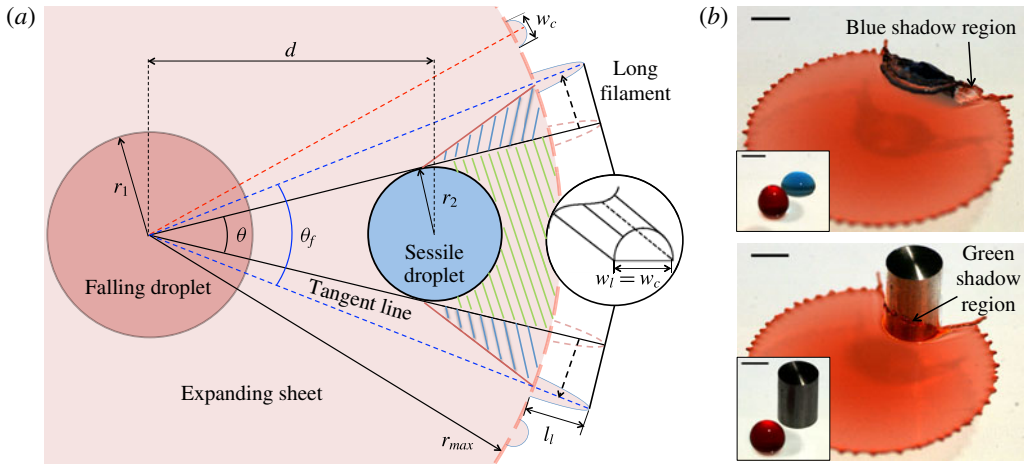 (a)
d
w_c
Long
filament
r_1
r_2
θ
θ_f
Sessile
droplet
Falling droplet
w_l = w_c
Tangent line
Expanding sheet
r_max
l_l
(b)
Blue shadow region
Green
shadow
region